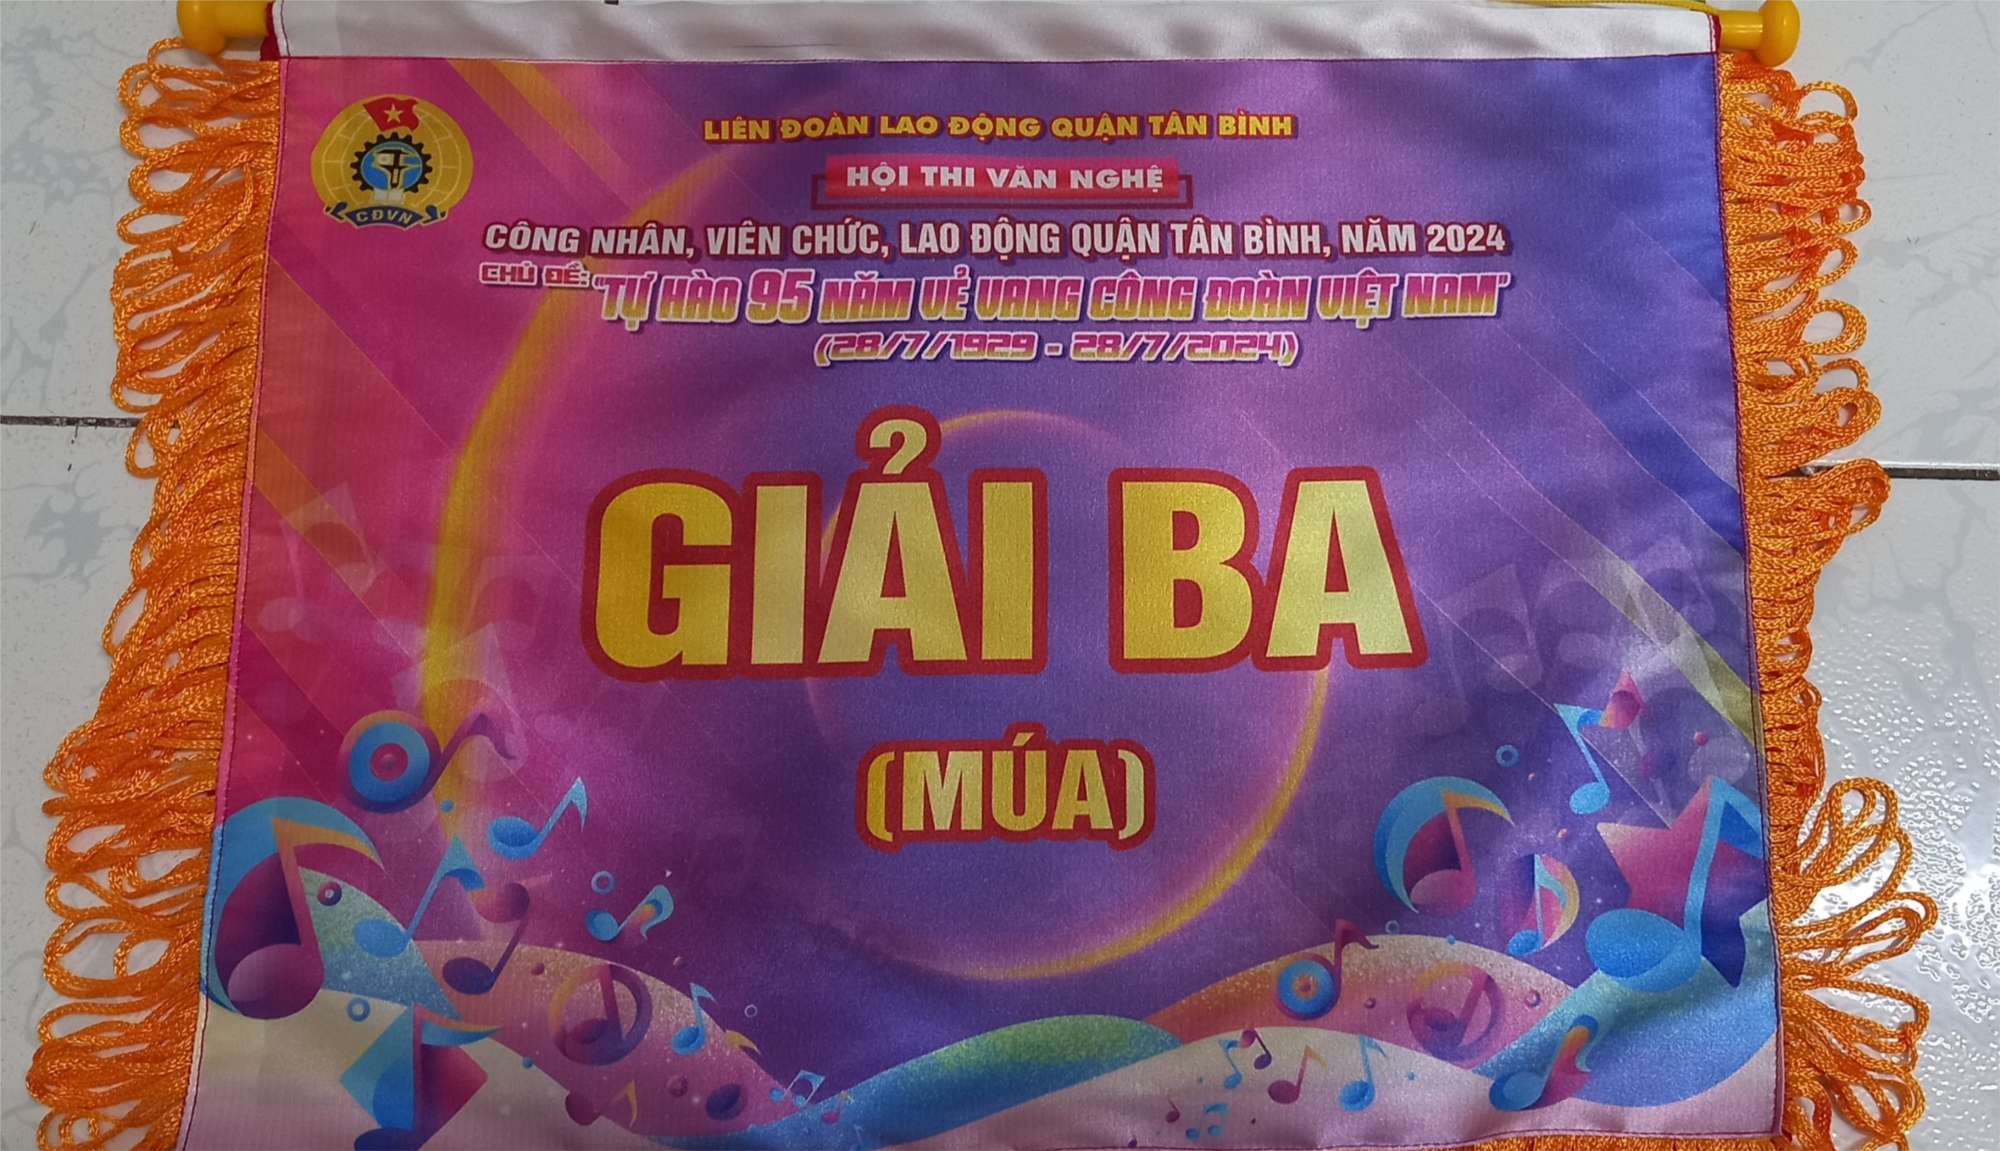 CĐVN
LIÊN ĐOÀN LAO ĐỘNG QUẬN TÂN BÌNH
HỘI THI VĂN NGHỆ
CÔNG NHÂN, VIÊN CHỨC, LAO ĐỘNG QUẬN TÂN BÌNH, NĂM 2024
CHỦ ĐỀ: "TỰ HÀO 95 NĂM VẺ VANG CÔNG ĐOÀN VIỆT NAM"
(28/7/1929 - 28/7/2024)
GIẢI BA
(MÚA)